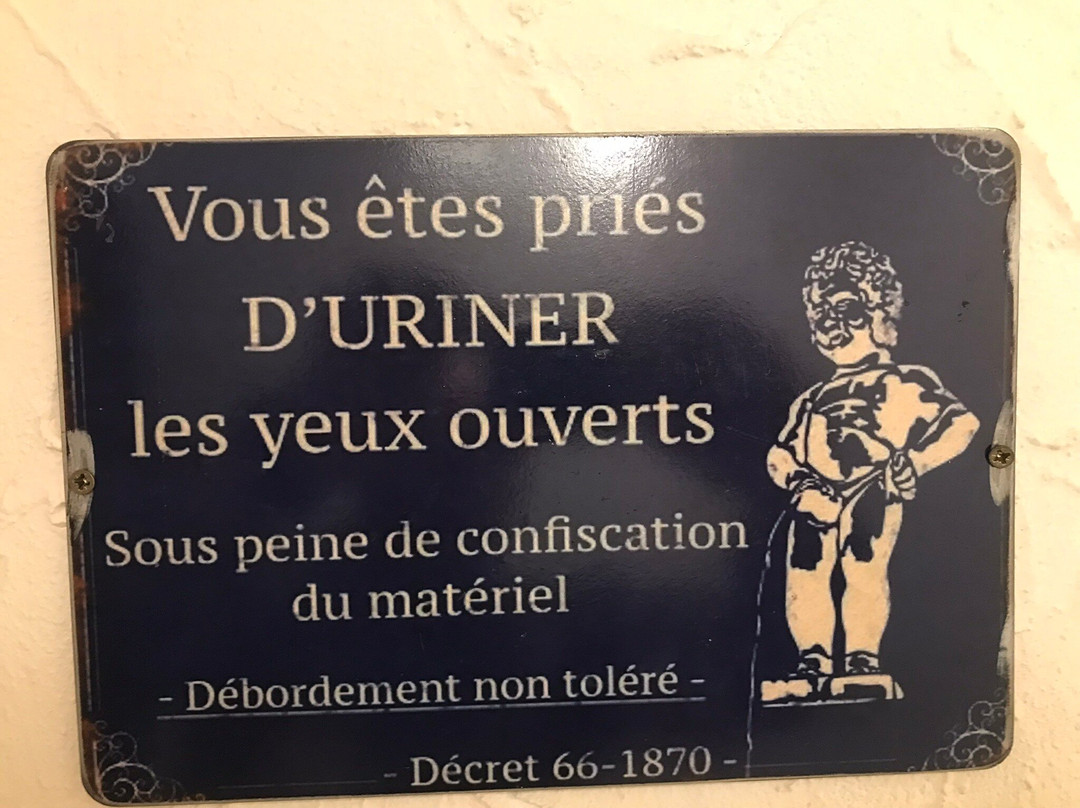 Vous êtes priés
D'URINER
les yeux ouverts
Sous peine de confiscation
du matériel
- Débordement non toléré -
- Décret 66-1870 -